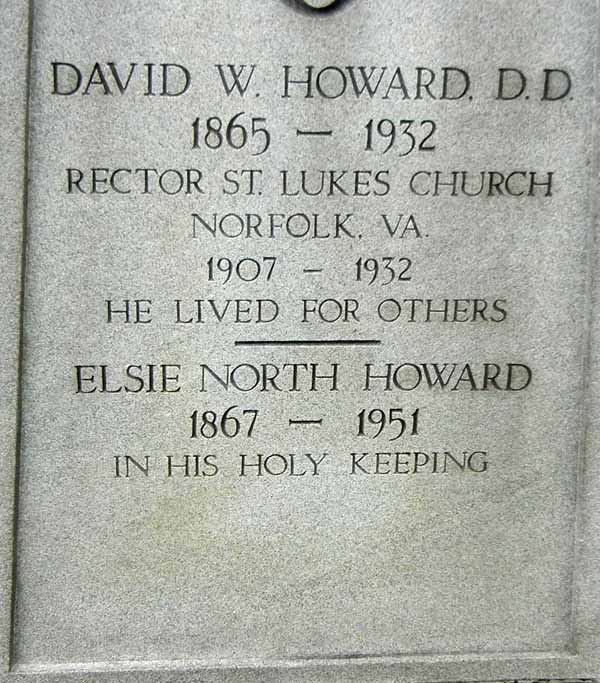 DAVID W. HOWARD, D.D.
1865 — 1932
RECTOR ST. LUKES CHURCH
NORFOLK, VA.
1907 – 1932
HE LIVED FOR OTHERS
ELSIE NORTH HOWARD
1867 — 1951
IN HIS HOLY KEEPING